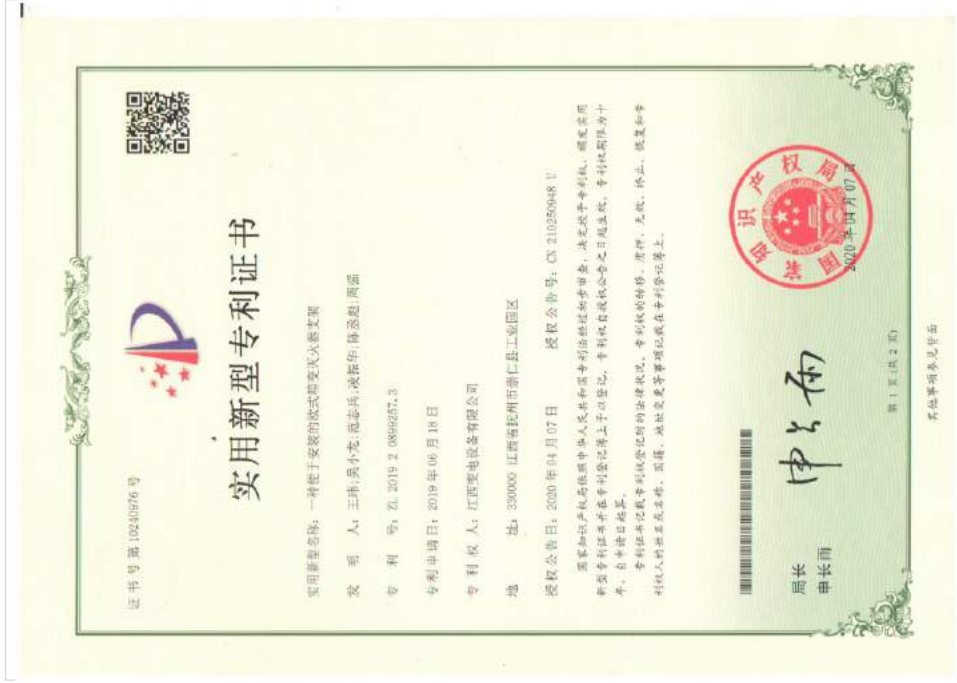 证书号第10240976号
实用新型专利证书
实用新型名称：一种便于安装的欧式箱变灭火器支架
发 明 人：王玮;吴小龙;范志兵;凌振华;陈丞彪;周强
专 利 号：ZL 2019 2 0899257.3
专利申请日：2019年06月18日
专 利 权 人：江西变电设备有限公司
地 址：330000 江西省抚州市崇仁县工业园区
授权公告日：2020年04月07日 授权公告号：CN 210250948 U
国家知识产权局依照中华人民共和国专利法经过初步审查，决定授予专利权，颁发实用
新型专利证书并在专利登记簿上予以登记。专利权自授权公告之日起生效。专利权期限为十
年，自申请日起算。
专利证书记载专利权登记时的法律状况。专利权的转移、质押、无效、终止、恢复和专
利权人的姓名或名称、国籍、地址变更等事项记载在专利登记簿上。
局长
申长雨
申长雨
国家知识产权局
2020年04月07日
第 1 页 (共 2 页)
其他事项参见背面